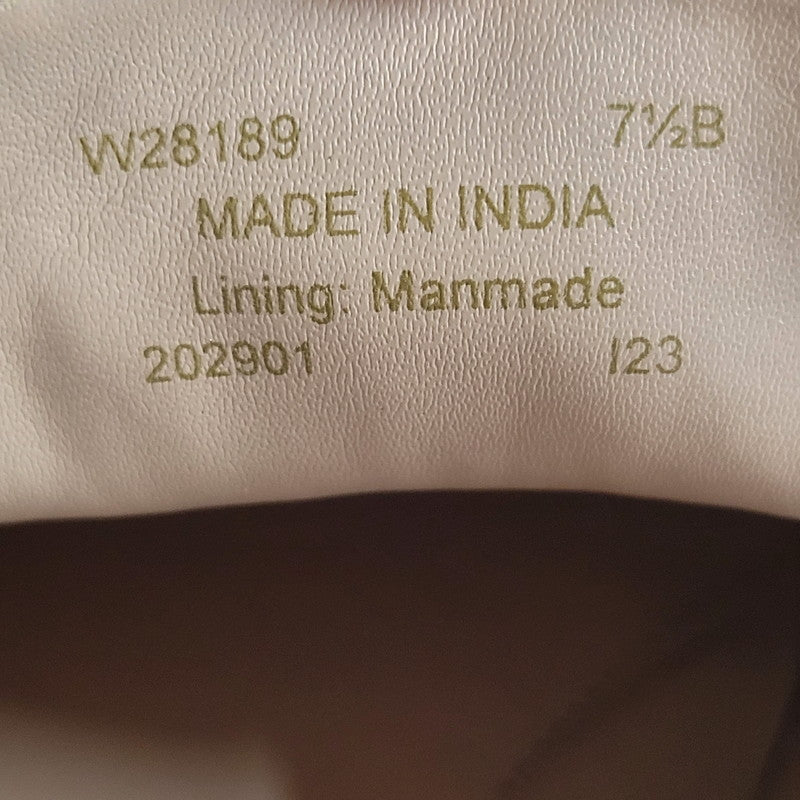 W28189 7½B
MADE IN INDIA
Lining: Manmade
202901 I23